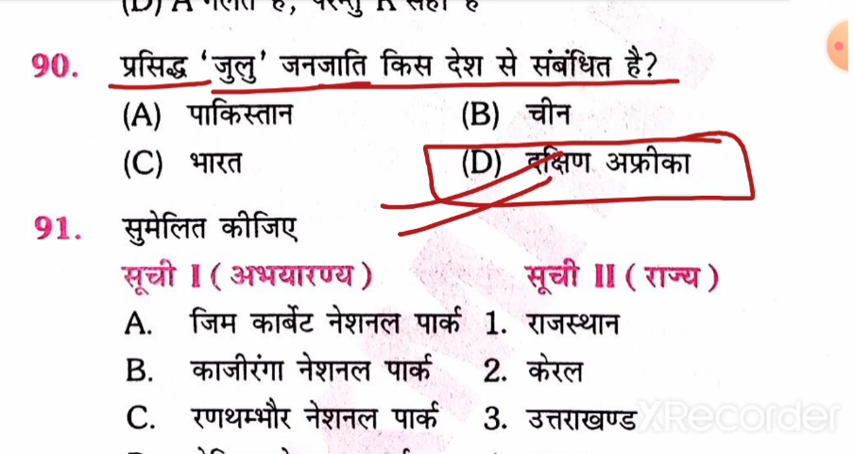 90. प्रसिद्ध 'जुलु' जनजाति किस देश से संबंधित है?
(A) पाकिस्तान (B) चीन
(C) भारत (D) दक्षिण अफ्रीका
91. सुमेलित कीजिए
सूची I ( अभयारण्य ) सूची II ( राज्य )
A. जिम कार्बेट नेशनल पार्क 1. राजस्थान
B. काजीरंगा नेशनल पार्क 2. केरल
C. रणथम्भौर नेशनल पार्क 3. उत्तराखण्ड
XRecorder